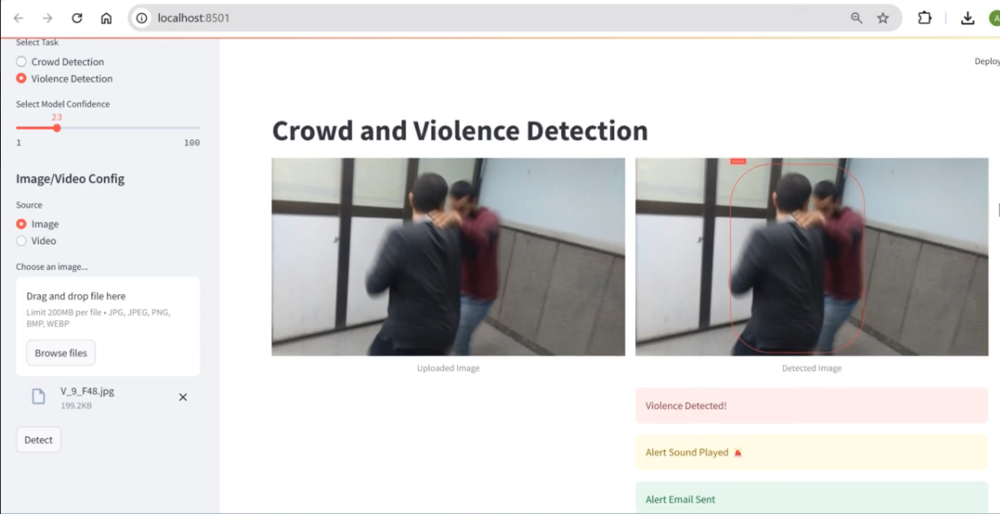 localhost:8501
A
Select Task
Crowd Detection
Violence Detection
Select Model Confidence
23
1 100
Image/Video Config
Source
Image
Video
Choose an image...
Drag and drop file here
Limit 200MB per file • JPG, JPEG, PNG,
BMP, WEBP
Browse files
V_9_F48.jpg
199.2KB
Detect
Deploy
Crowd and Violence Detection
Uploaded Image
Detected Image
Violence Detected!
Alert Sound Played
Alert Email Sent